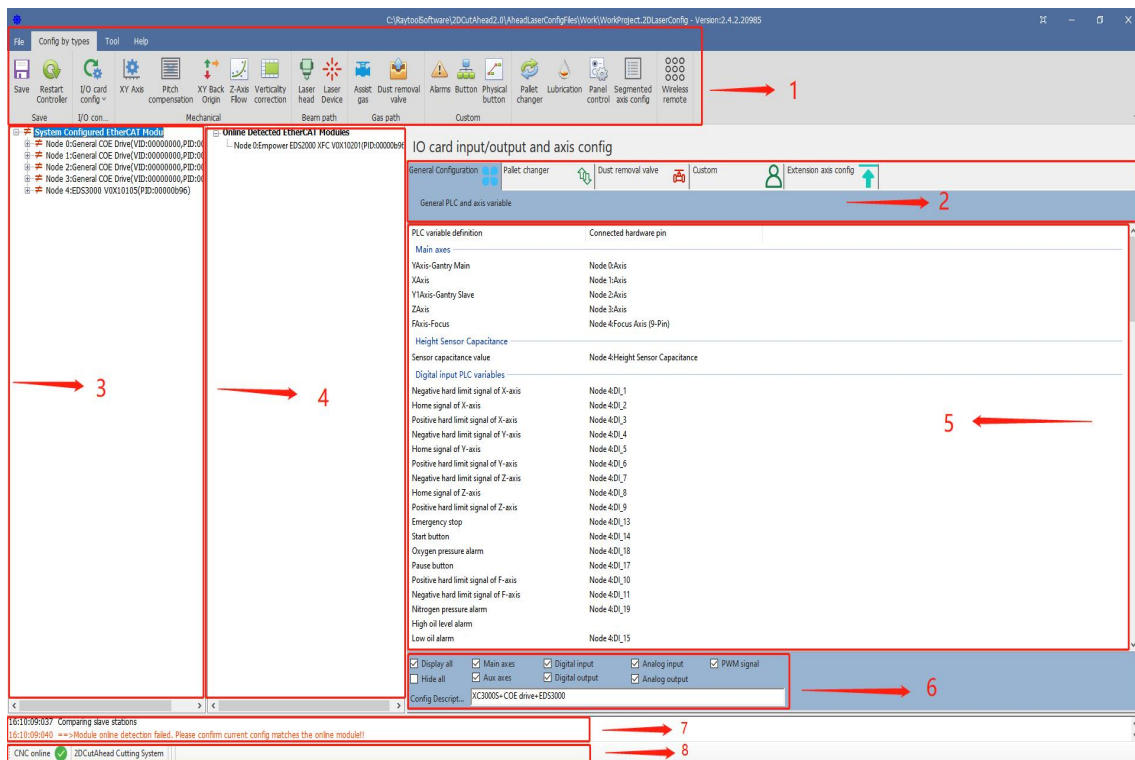 C:\RaytoolSoftware\2DCutAhead2.0\AheadLaserConfigFiles\Work\WorkProject.2DLaserConfig - Version:2.4.2.20985
File Config by types Tool Help
Save Restart Controller I/O card config XY Axis Pitch compensation XY Back Origin Z-Axis Flow Verticality correction Laser head Laser Device Assist gas Dust removal valve Alarms Button Physical button Pallet changer Lubrication Panel control Segmented axis config Wireless remote
Save I/O con... Mechanical Beam path Gas path Custom
1
System Configured EtherCAT Modu
Node 0:General COE Drive(VID:00000000,PID:00
Node 1:General COE Drive(VID:00000000,PID:00
Node 2:General COE Drive(VID:00000000,PID:00
Node 3:General COE Drive(VID:00000000,PID:00
Node 4:EDS3000 V0X10105(PID:00000b96)
3
Online Detected EtherCAT Modules
Node 0:Empower EDS2000 XFC V0X10201(PID:00000b96
4
IO card input/output and axis config
General Configuration Pallet changer Dust removal valve Custom Extension axis config
General PLC and axis variable
2
PLC variable definition Connected hardware pin
Main axes
YAxis-Gantry Main Node 0:Axis
XAxis Node 1:Axis
Y1Axis-Gantry Slave Node 2:Axis
ZAxis Node 3:Axis
FAxis-Focus Node 4:Focus Axis (9-Pin)
Height Sensor Capacitance
Sensor capacitance value Node 4:Height Sensor Capacitance
Digital input PLC variables
Negative hard limit signal of X-axis Node 4:DI_1
Home signal of X-axis Node 4:DI_2
Positive hard limit signal of X-axis Node 4:DI_3
Negative hard limit signal of Y-axis Node 4:DI_4
Home signal of Y-axis Node 4:DI_5
Positive hard limit signal of Y-axis Node 4:DI_6
Negative hard limit signal of Z-axis Node 4:DI_7
Home signal of Z-axis Node 4:DI_8
Positive hard limit signal of Z-axis Node 4:DI_9
Emergency stop Node 4:DI_13
Start button Node 4:DI_14
Oxygen pressure alarm Node 4:DI_18
Pause button Node 4:DI_17
Positive hard limit signal of F-axis Node 4:DI_10
Negative hard limit signal of F-axis Node 4:DI_11
Nitrogen pressure alarm Node 4:DI_19
High oil level alarm
Low oil alarm Node 4:DI_15
5
Display all Main axes Digital input Analog input PWM signal
Hide all Aux axes Digital output Analog output
Config Descript... XC3000S+COE drive+EDS3000
6
16:10:09:037 Comparing slave stations
16:10:09:040 ==>Module online detection failed. Please confirm current config matches the online module!!
7
CNC online 2DCutAhead Cutting System
8